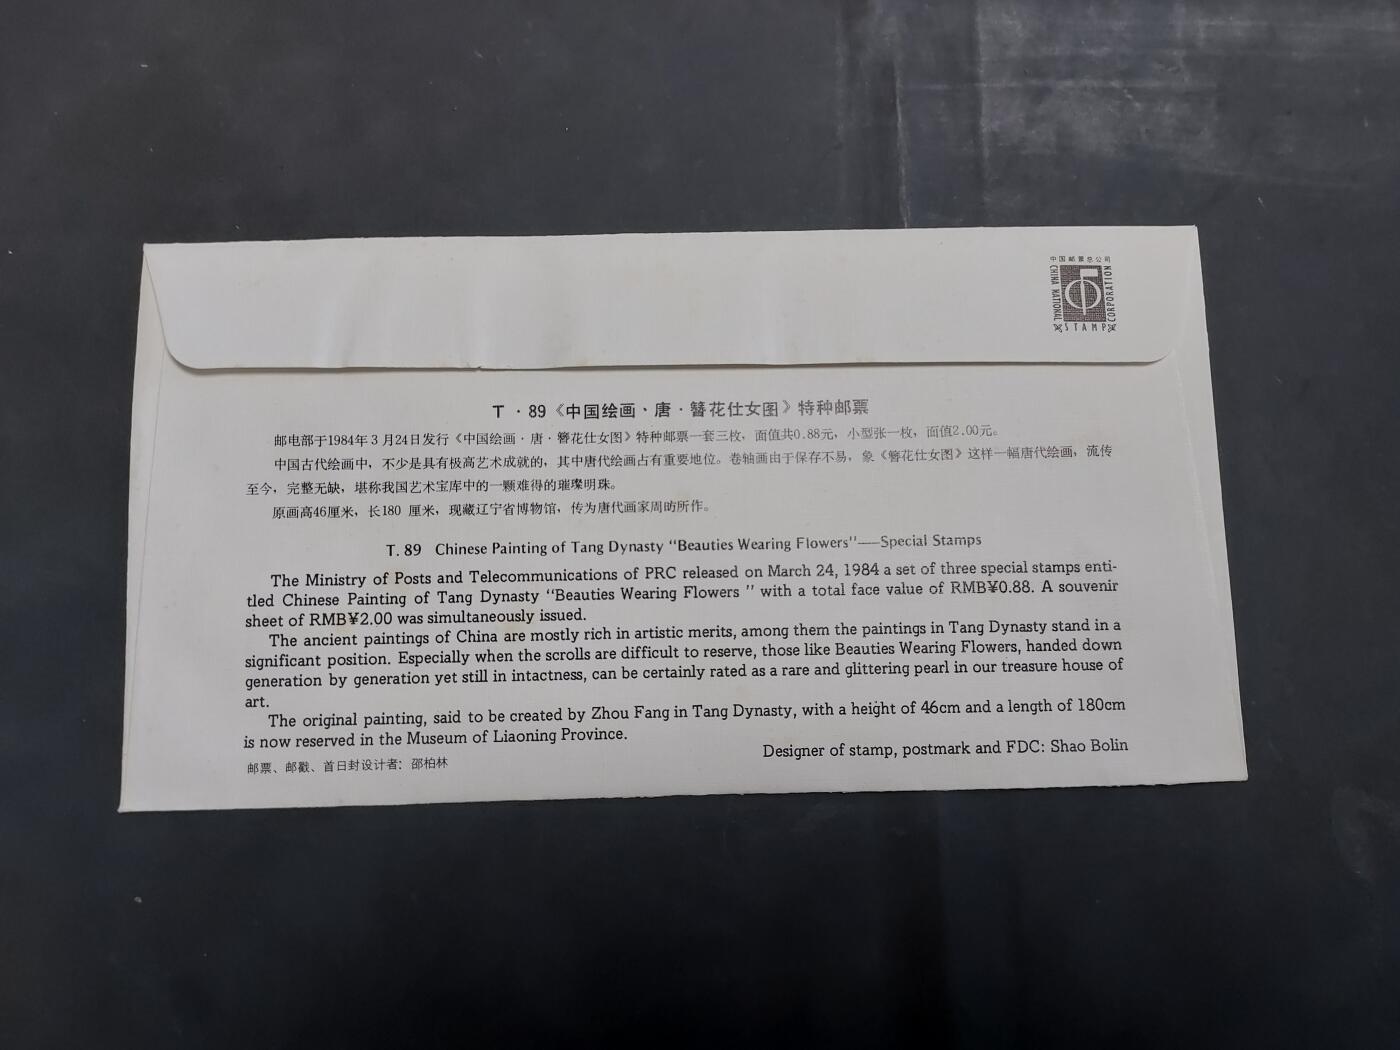 中国邮票总公司
CHINA NATIONAL
STAMP
CORPORATION
T·89《中国绘画·唐·簪花仕女图》特种邮票
邮电部于1984年3月24日发行《中国绘画·唐·簪花仕女图》特种邮票一套三枚，面值共0.88元，小型张一枚，面值2.00元。
中国古代绘画中，不少是具有极高艺术成就的，其中唐代绘画占有重要地位。卷轴画由于保存不易，象《簪花仕女图》这样一幅唐代绘画，流传
至今，完整无缺，堪称我国艺术宝库中的一颗难得的璀璨明珠。
原画高46厘米，长180 厘米，现藏辽宁省博物馆，传为唐代画家周昉所作。
T. 89 Chinese Painting of Tang Dynasty "Beauties Wearing Flowers"——Special Stamps
The Ministry of Posts and Telecommunications of PRC released on March 24, 1984 a set of three special stamps enti-
tled Chinese Painting of Tang Dynasty "Beauties Wearing Flowers " with a total face value of RMB¥0.88. A souvenir
sheet of RMB¥2.00 was simultaneously issued.
The ancient paintings of China are mostly rich in artistic merits, among them the paintings in Tang Dynasty stand in a
significant position. Especially when the scrolls are difficult to reserve, those like Beauties Wearing Flowers, handed down
generation by generation yet still in intactness, can be certainly rated as a rare and glittering pearl in our treasure house of
art.
The original painting, said to be created by Zhou Fang in Tang Dynasty, with a height of 46cm and a length of 180cm
is now reserved in the Museum of Liaoning Province.
Designer of stamp, postmark and FDC: Shao Bolin
邮票、邮戳、首日封设计者：邵柏林